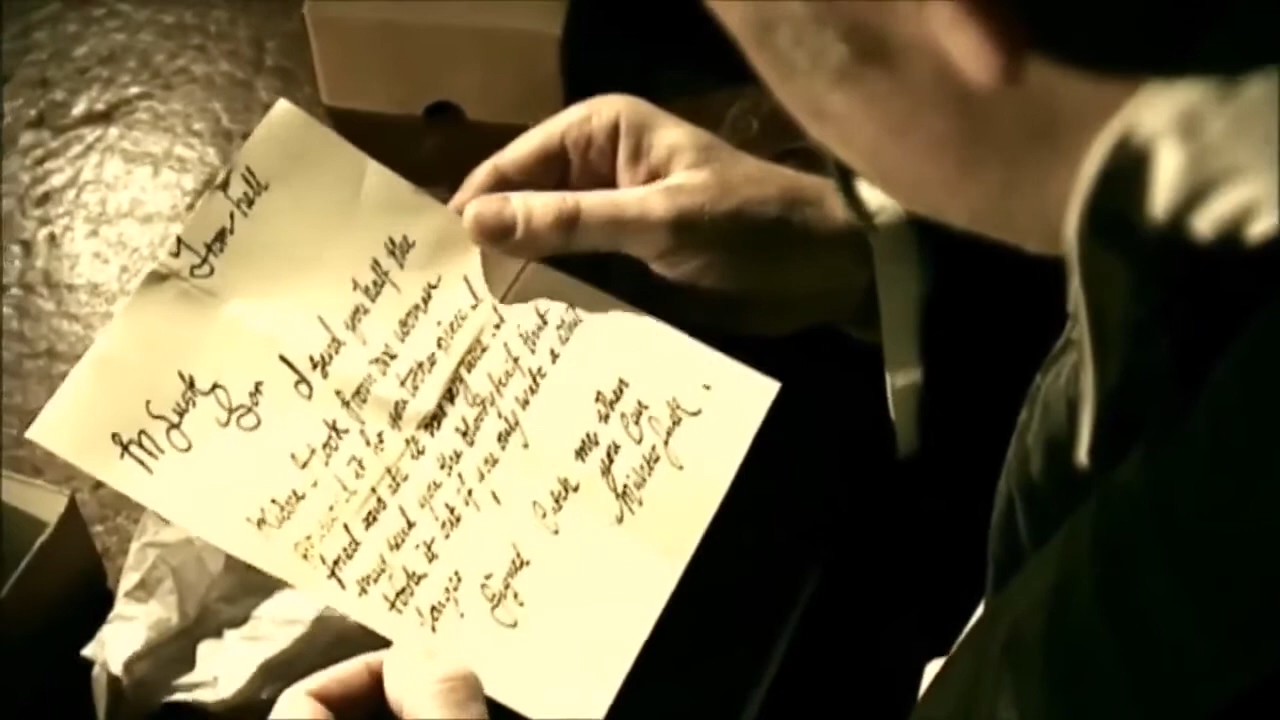 From hell
Mr Lusk
Sor
I send you half the
Kidne I took from one women
it for you tother piece I
fried and ate it I
may send you the bloody knif that
took it out if you only wate a whil
longer
Signed
Catch me when
you Can
Mishter Lusk.